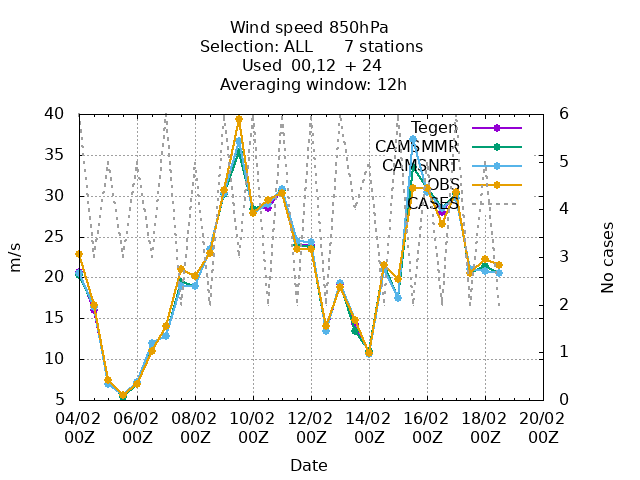 Wind speed 850hPa
Selection: ALL 7 stations
Used 00,12 + 24
Averaging window: 12h
40
35
30
25
20
15
10
5
m/s
6
5
4
3
2
1
0
No cases
Tegen
CAMSMMR
CAMSNRT
OBS
CASES
04/02 06/02 08/02 10/02 12/02 14/02 16/02 18/02 20/02
00Z 00Z 00Z 00Z 00Z 00Z 00Z 00Z 00Z
Date